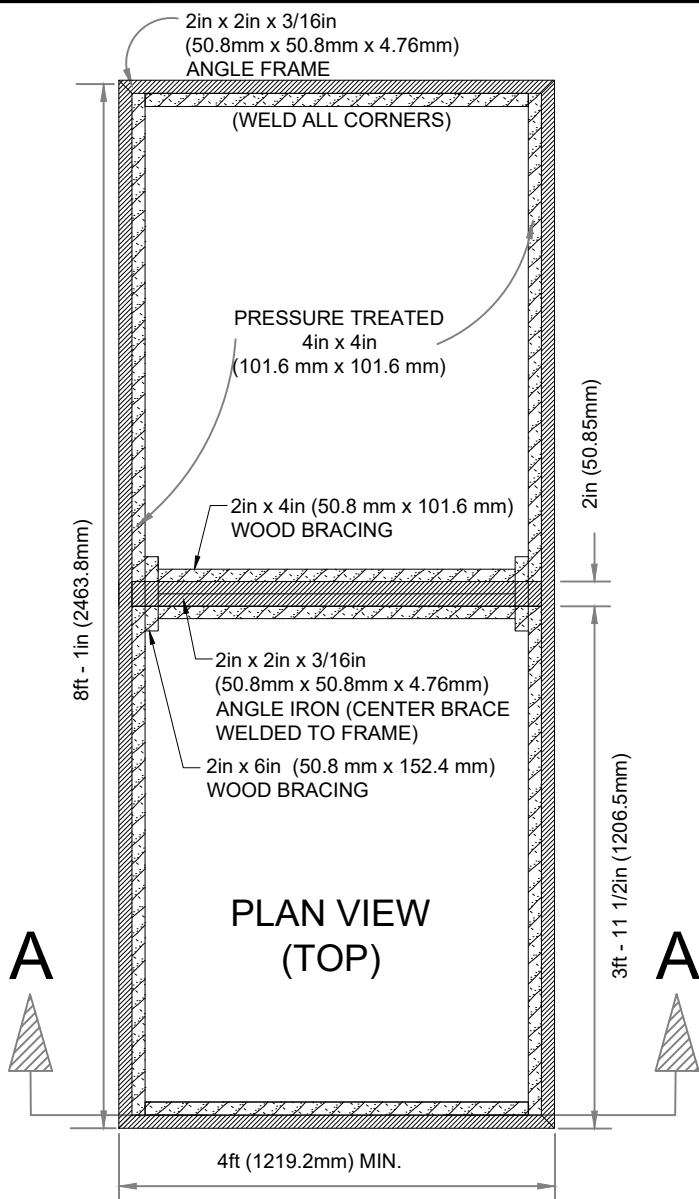 2in x 2in x 3/16in
(50.8mm x 50.8mm x 4.76mm)
ANGLE FRAME
(WELD ALL CORNERS)
PRESSURE TREATED
4in x 4in
(101.6 mm x 101.6 mm)
2in (50.85mm)
2in x 4in (50.8 mm x 101.6 mm)
WOOD BRACING
8ft - 1in (2463.8mm)
2in x 2in x 3/16in
(50.8mm x 50.8mm x 4.76mm)
ANGLE IRON (CENTER BRACE
WELDED TO FRAME)
2in x 6in (50.8 mm x 152.4 mm)
WOOD BRACING
3ft - 11 1/2in (1206.5mm)
PLAN VIEW
(TOP)
A
A
4ft (1219.2mm) MIN.